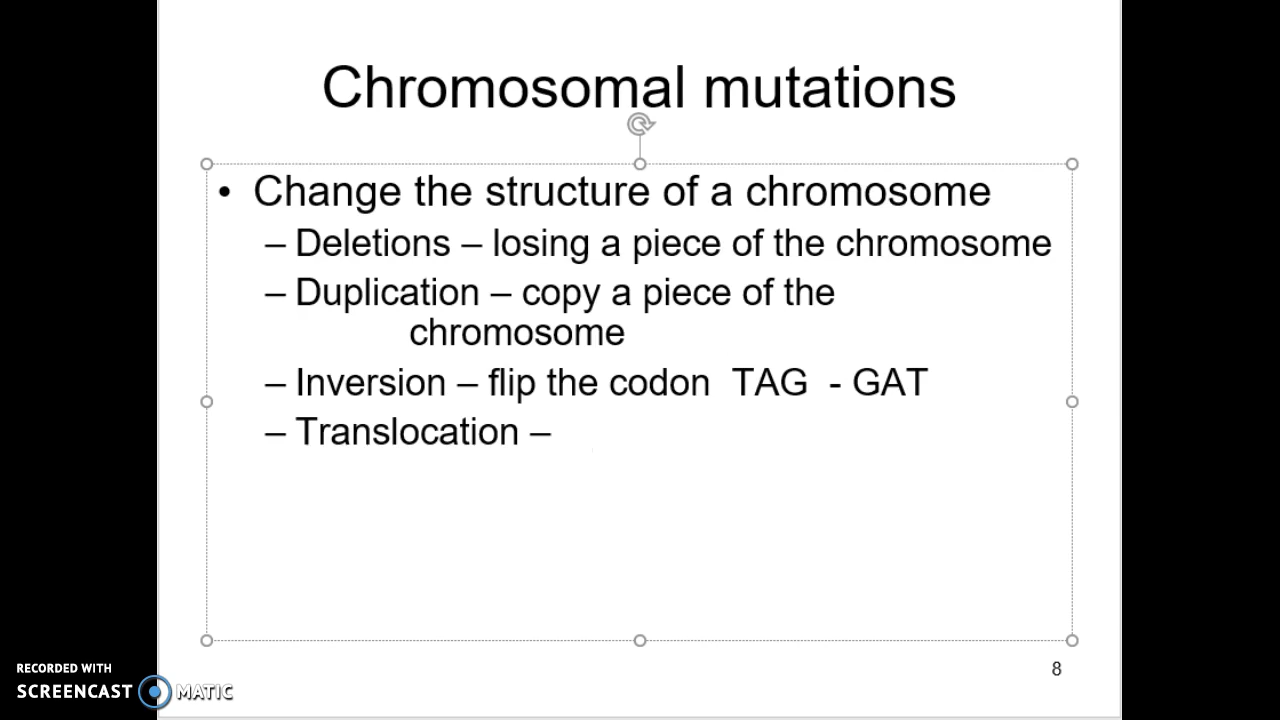 Chromosomal mutations
• Change the structure of a chromosome
– Deletions – losing a piece of the chromosome
– Duplication – copy a piece of the
chromosome
– Inversion – flip the codon TAG - GAT
– Translocation –
8
RECORDED WITH
SCREENCAST MATIC